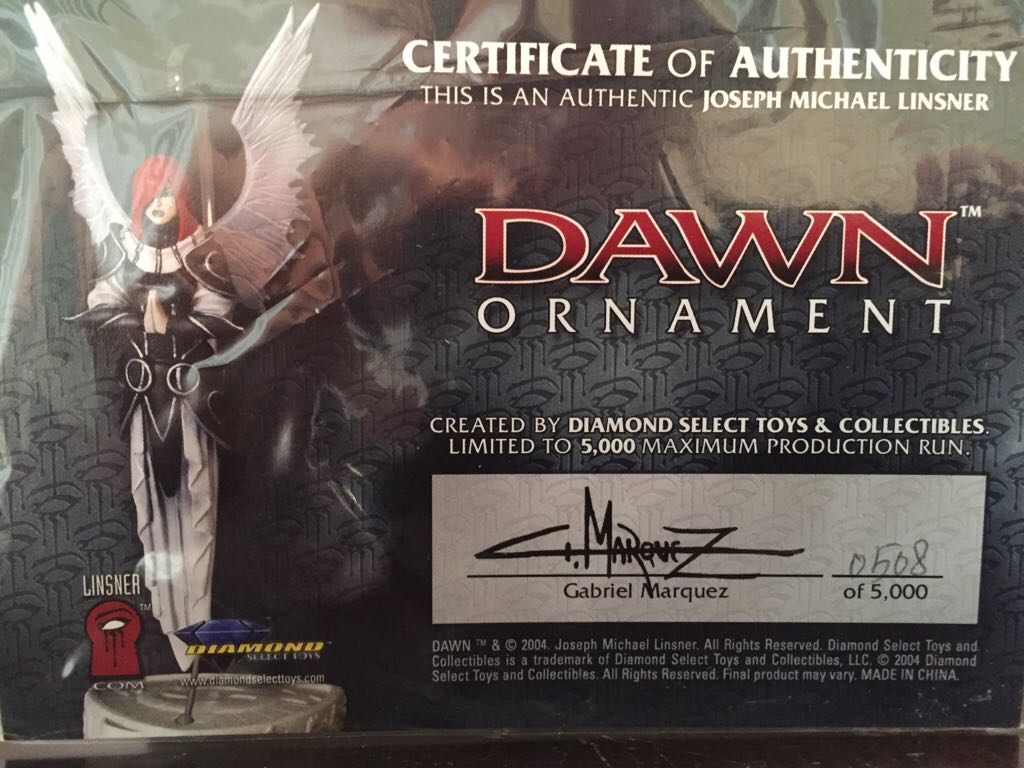 CERTIFICATE OF AUTHENTICITY
THIS IS AN AUTHENTIC JOSEPH MICHAEL LINSNER
DAWN™
ORNAMENT
CREATED BY DIAMOND SELECT TOYS & COLLECTIBLES.
LIMITED TO 5,000 MAXIMUM PRODUCTION RUN.
G. MARQUEZ
0508
Gabriel Marquez
of 5,000
LINSNER
TM
COM
DIAMOND™
SELECT TOYS
www.diamondselecttoys.com
DAWN ™ & © 2004. Joseph Michael Linsner. All Rights Reserved. Diamond Select Toys and
Collectibles is a trademark of Diamond Select Toys and Collectibles, LLC. © 2004 Diamond
Select Toys and Collectibles. All Rights Reserved. Final product may vary. MADE IN CHINA.